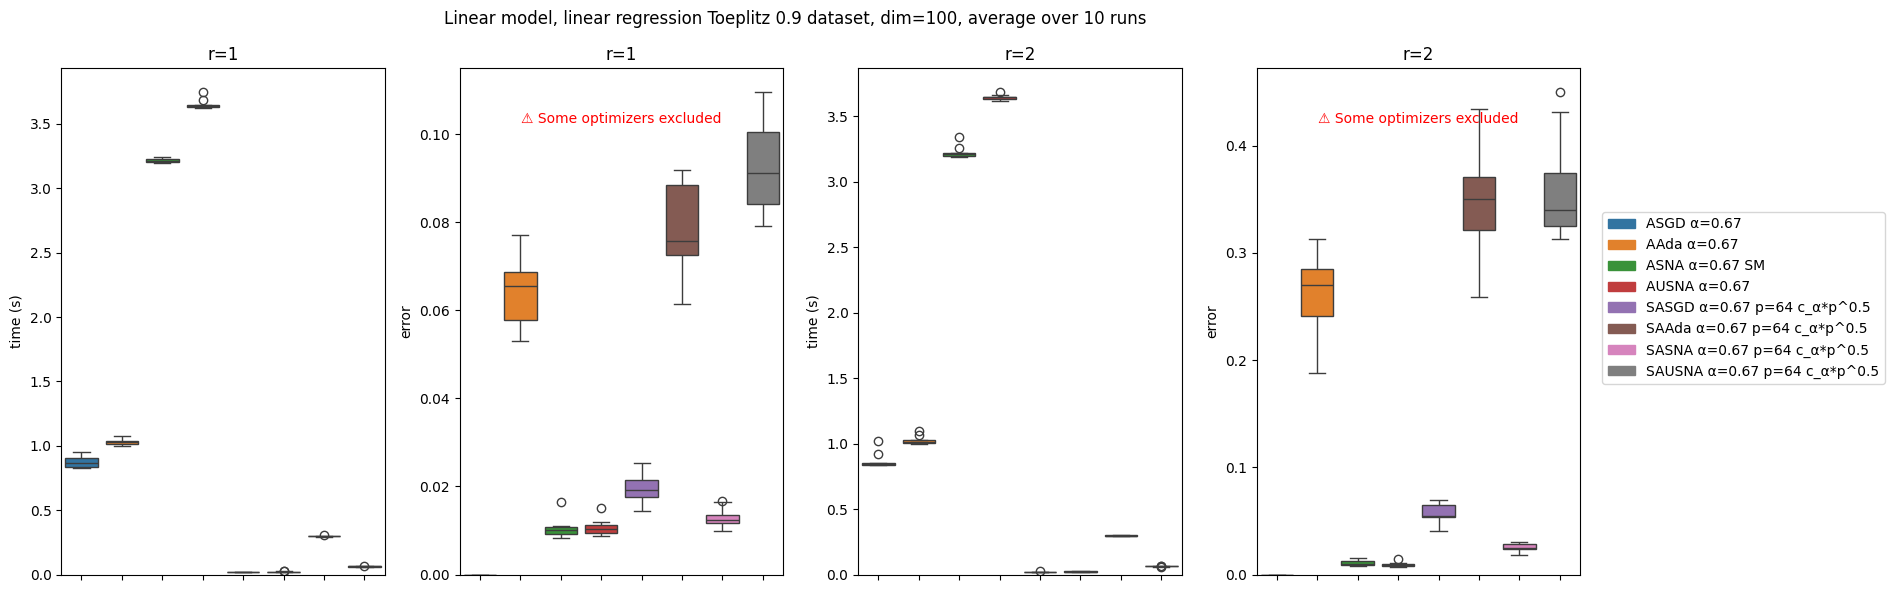 Linear model, linear regression Toeplitz 0.9 dataset, dim=100, average over 10 runs
r=1
time (s)
3.5
3.0
2.5
2.0
1.5
1.0
0.5
0.0
r=1
⚠ Some optimizers excluded
error
0.10
0.08
0.06
0.04
0.02
0.00
r=2
time (s)
3.5
3.0
2.5
2.0
1.5
1.0
0.5
0.0
r=2
⚠ Some optimizers excluded
error
0.4
0.3
0.2
0.1
0.0
ASGD α=0.67
AAda α=0.67
ASNA α=0.67 SM
AUSNA α=0.67
SASGD α=0.67 p=64 c_α*p^0.5
SAAda α=0.67 p=64 c_α*p^0.5
SASNA α=0.67 p=64 c_α*p^0.5
SAUSNA α=0.67 p=64 c_α*p^0.5